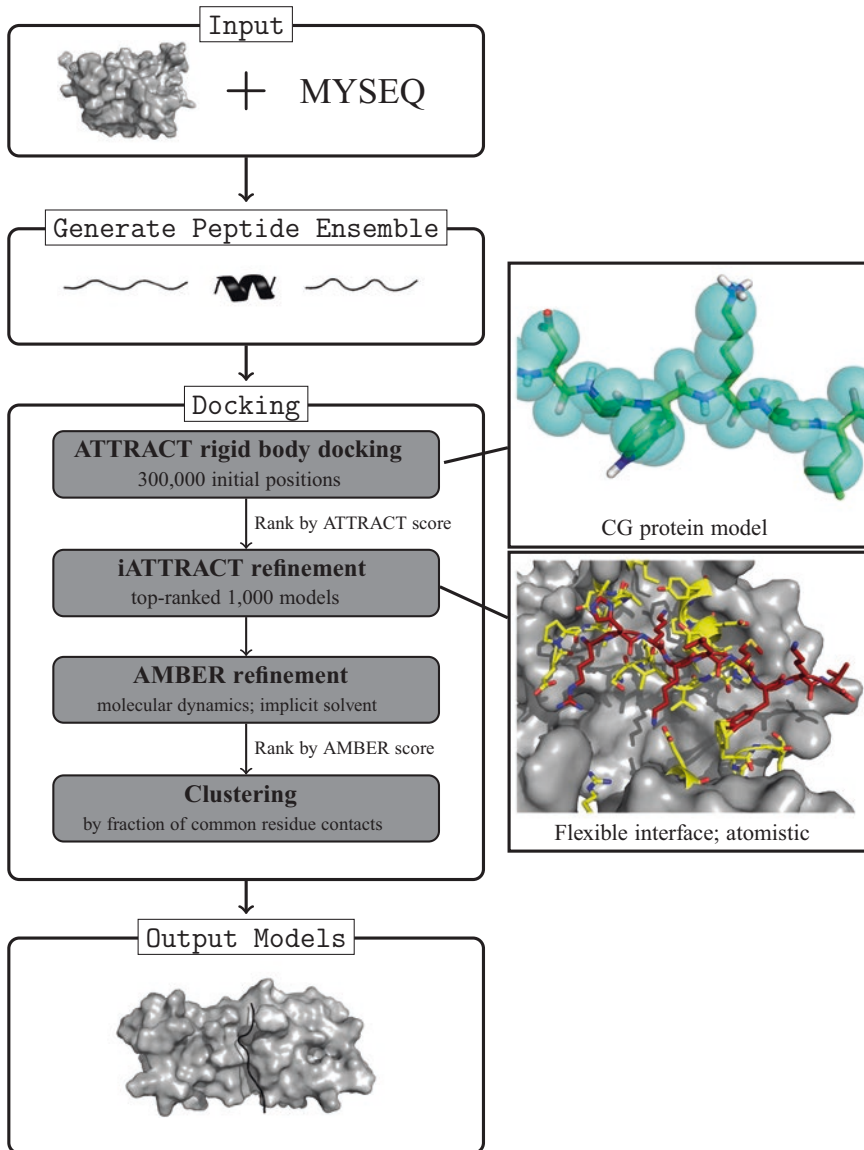 Input
MYSEQ
Generate Peptide Ensemble
Docking
ATTRACT rigid body docking
300,000 initial positions
Rank by ATTRACT score
iATTRACT refinement
top-ranked 1,000 models
AMBER refinement
molecular dynamics; implicit solvent
Rank by AMBER score
Clustering
by fraction of common residue contacts
CG protein model
Flexible interface; atomistic
Output Models